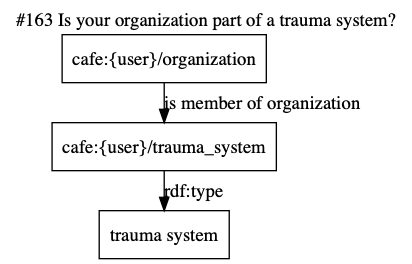 #163 Is your organization part of a trauma system?
cafe:{user}/organization
is member of organization
cafe:{user}/trauma_system
rdf:type
trauma system